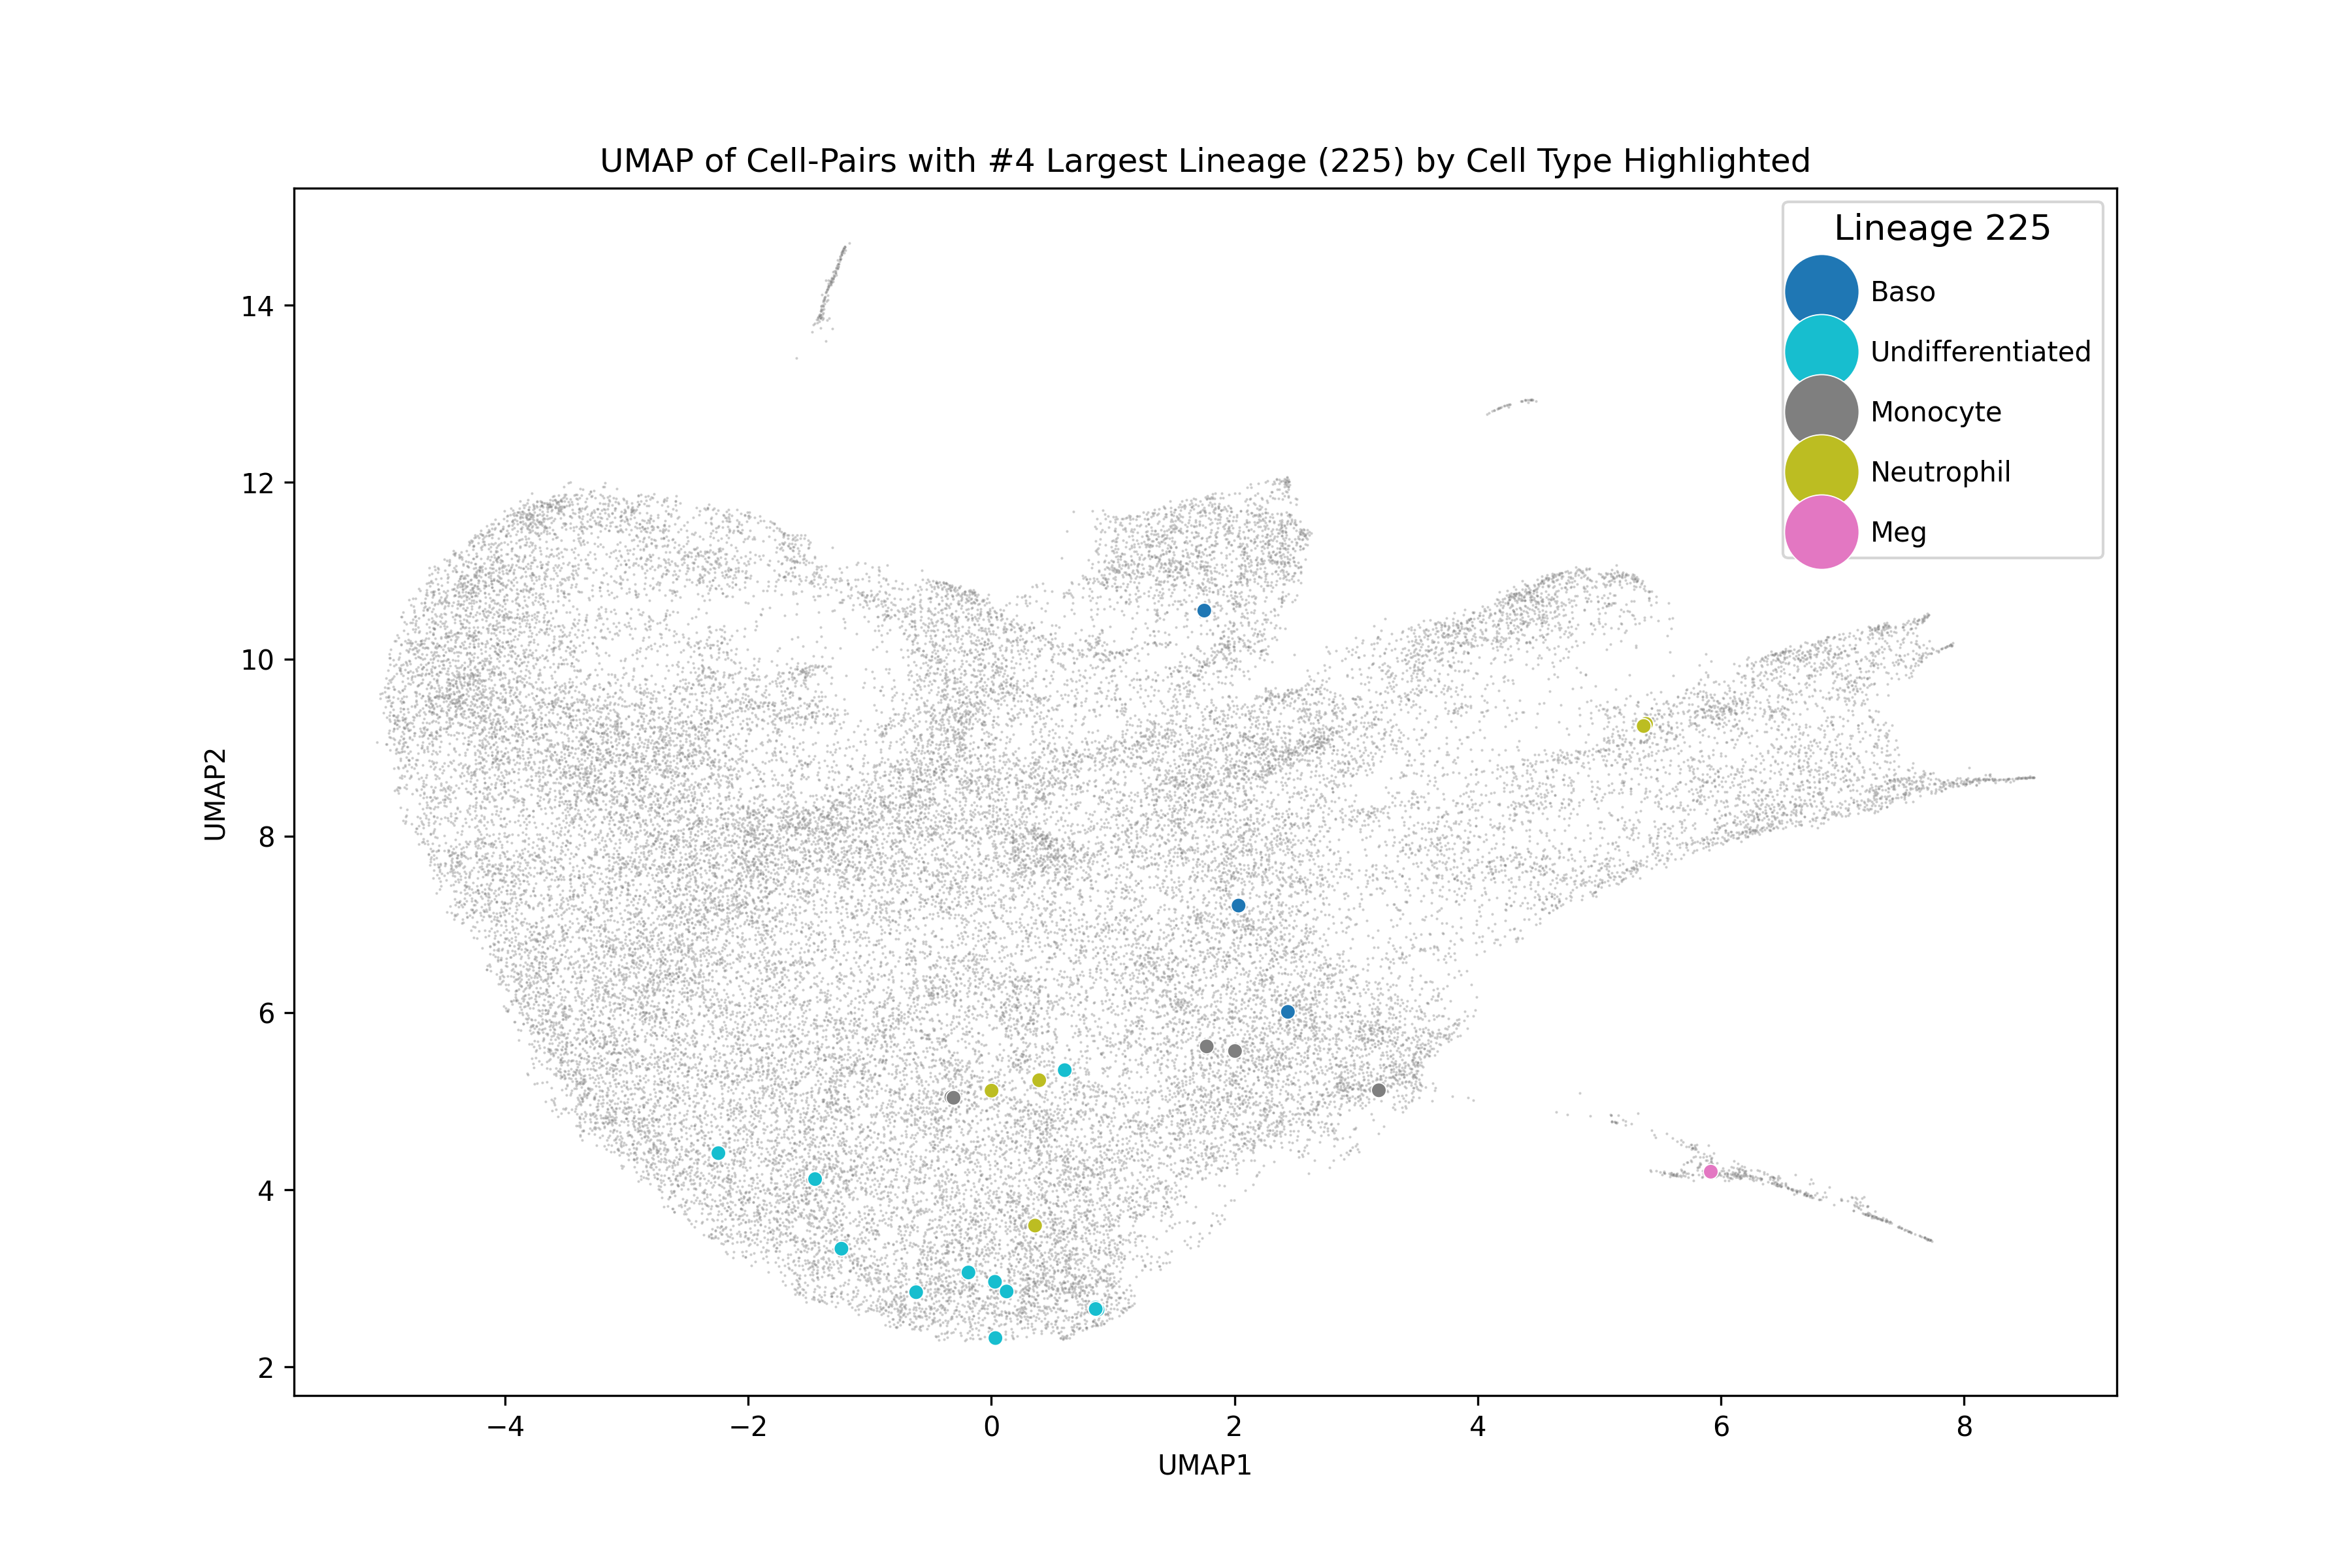 UMAP of Cell-Pairs with #4 Largest Lineage (225) by Cell Type Highlighted
Lineage 225
Baso
Undifferentiated
Monocyte
Neutrophil
Meg
14
12
10
8
6
4
2
UMAP2
−4
−2
0
2
4
6
8
UMAP1